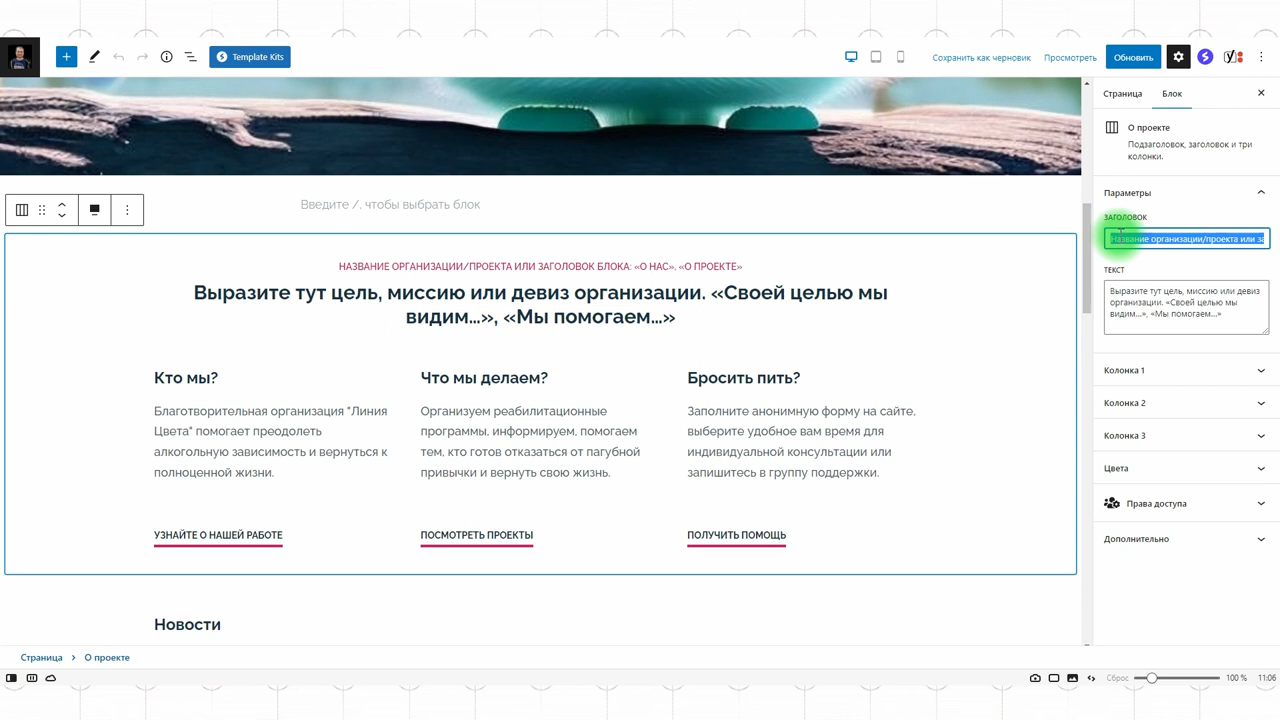 Template Kits
Сохранить как черновик
Просмотреть
Обновить
Страница
Блок
О проекте
Подзаголовок, заголовок и три
колонки.
Параметры
ЗАГОЛОВОК
Название организации/проекта или за
ТЕКСТ
Выразите тут цель, миссию или девиз
организации. «Своей целью мы
видим…», «Мы помогаем…»
Колонка 1
Колонка 2
Колонка 3
Цвета
Права доступа
Дополнительно
Введите /, чтобы выбрать блок
НАЗВАНИЕ ОРГАНИЗАЦИИ/ПРОЕКТА ИЛИ ЗАГОЛОВОК БЛОКА: «О НАС», «О ПРОЕКТЕ»
Выразите тут цель, миссию или девиз организации. «Своей целью мы
видим…», «Мы помогаем…»
Кто мы?
Благотворительная организация "Линия
Цвета" помогает преодолеть
алкогольную зависимость и вернуться к
полноценной жизни.
УЗНАЙТЕ О НАШЕЙ РАБОТЕ
Что мы делаем?
Организуем реабилитационные
программы, информируем, помогаем
тем, кто готов отказаться от пагубной
привычки и вернуть свою жизнь.
ПОСМОТРЕТЬ ПРОЕКТЫ
Бросить пить?
Заполните анонимную форму на сайте,
выберите удобное вам время для
индивидуальной консультации или
запишитесь в группу поддержки.
ПОЛУЧИТЬ ПОМОЩЬ
Новости
Страница › О проекте
Сброс
100 %
11:06